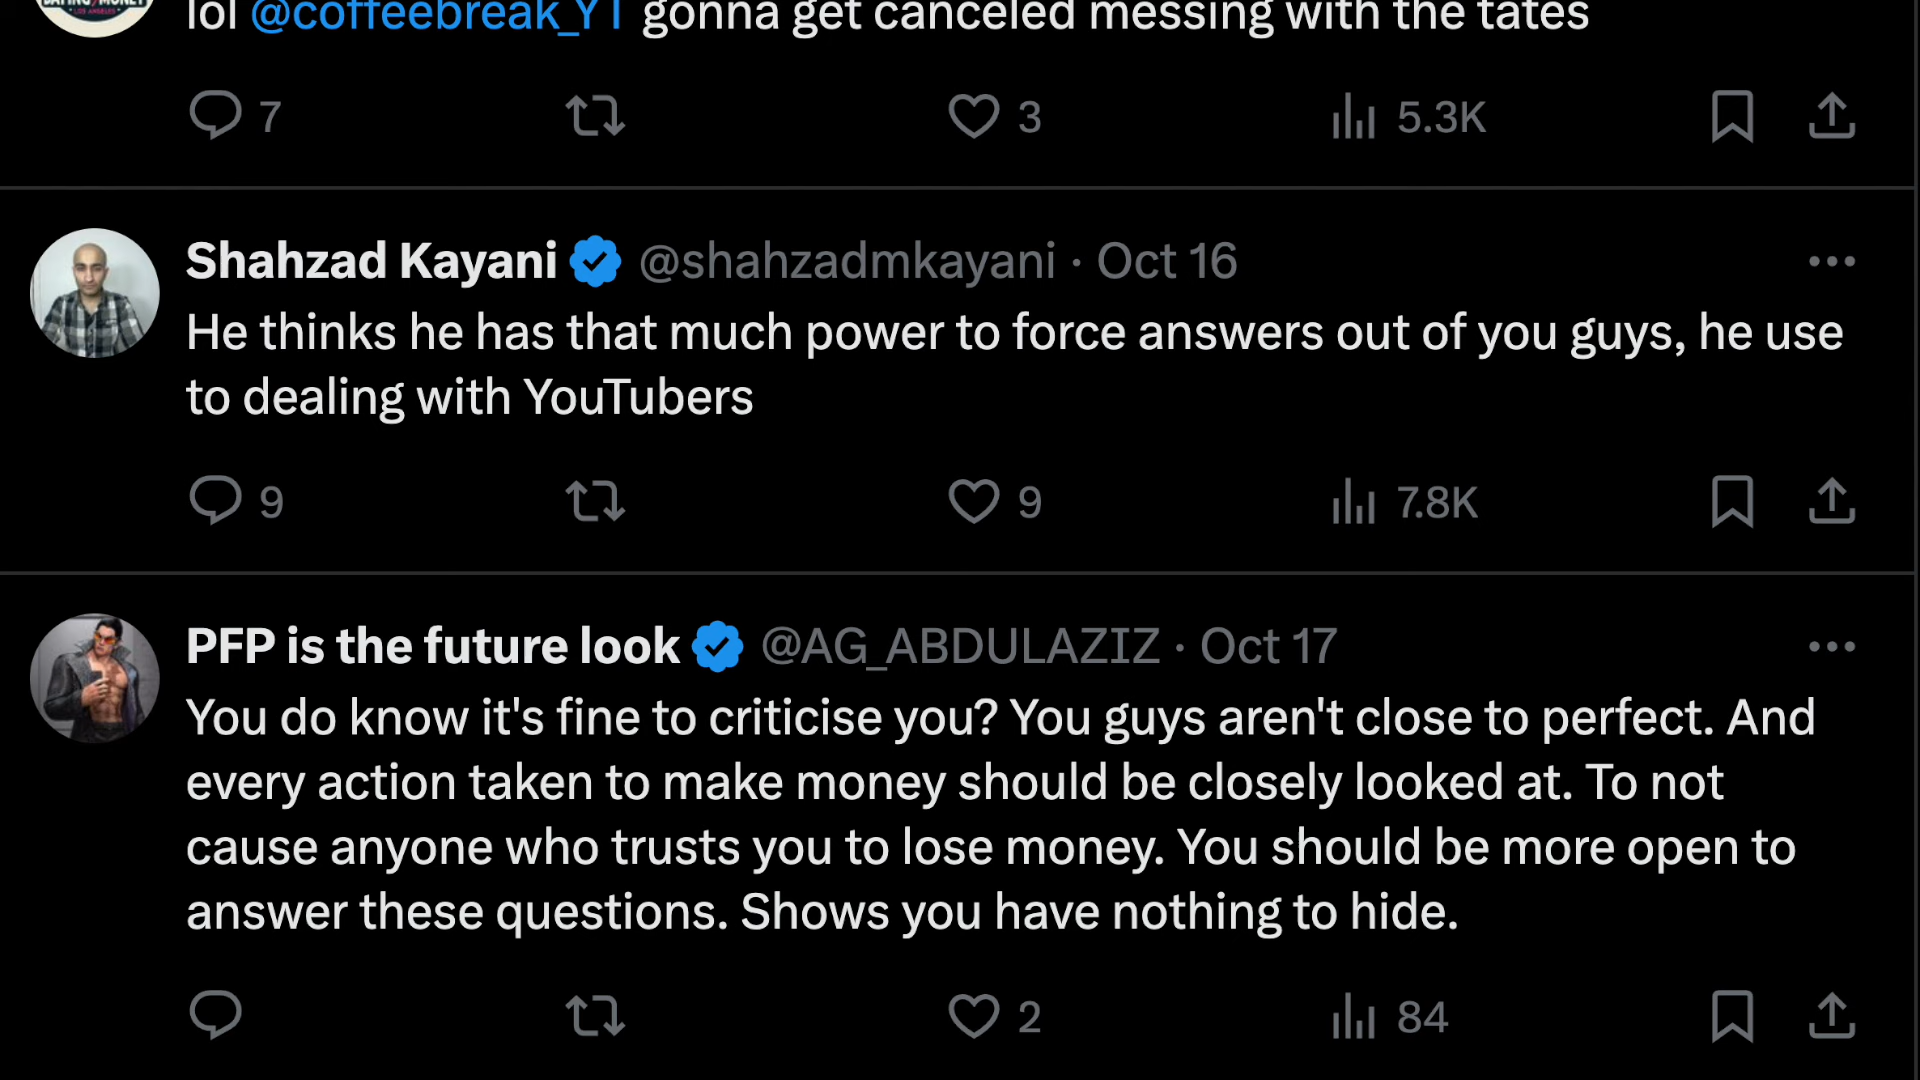 DATING/MONEY
LOS ANGELES
lol @coffeebreak_YT gonna get canceled messing with the tates
7 3 5.3K
Shahzad Kayani @shahzadmkayani · Oct 16
He thinks he has that much power to force answers out of you guys, he use
to dealing with YouTubers
9 9 7.8K
PFP is the future look @AG_ABDULAZIZ · Oct 17
You do know it's fine to criticise you? You guys aren't close to perfect. And
every action taken to make money should be closely looked at. To not
cause anyone who trusts you to lose money. You should be more open to
answer these questions. Shows you have nothing to hide.
2 84